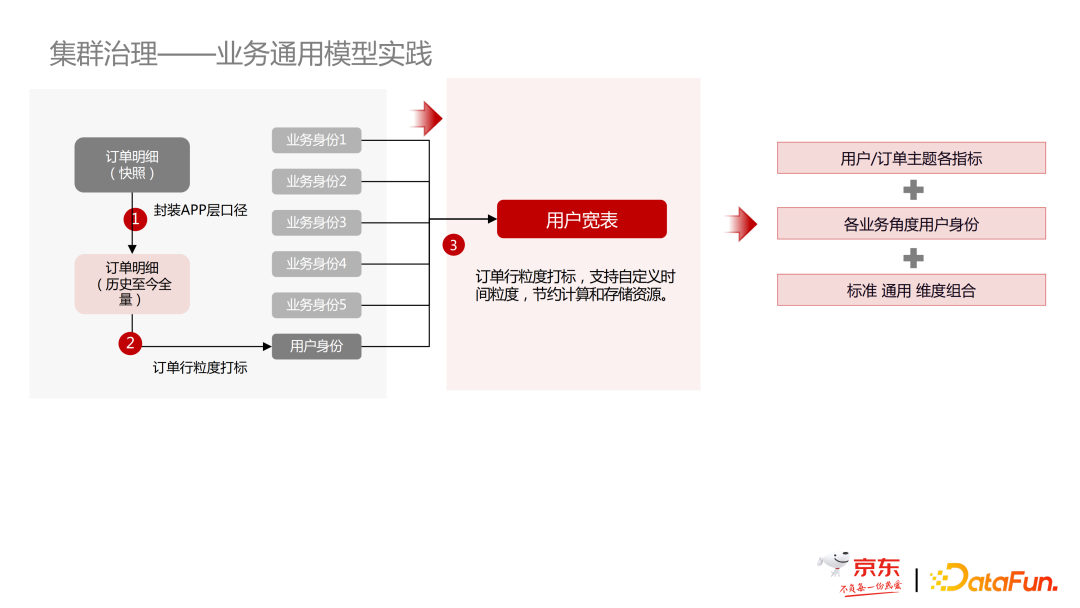 集群治理——业务通用模型实践
订单明细
（快照）
1
封装APP层口径
订单明细
（历史至今全
量）
2
订单行粒度打标
业务身份1
业务身份2
业务身份3
业务身份4
业务身份5
用户身份
3
用户宽表
订单行粒度打标，支持自定义时
间粒度，节约计算和存储资源。
用户/订单主题各指标
各业务角度用户身份
标准 通用 维度组合
京东
不负每一份热爱
DataFun.